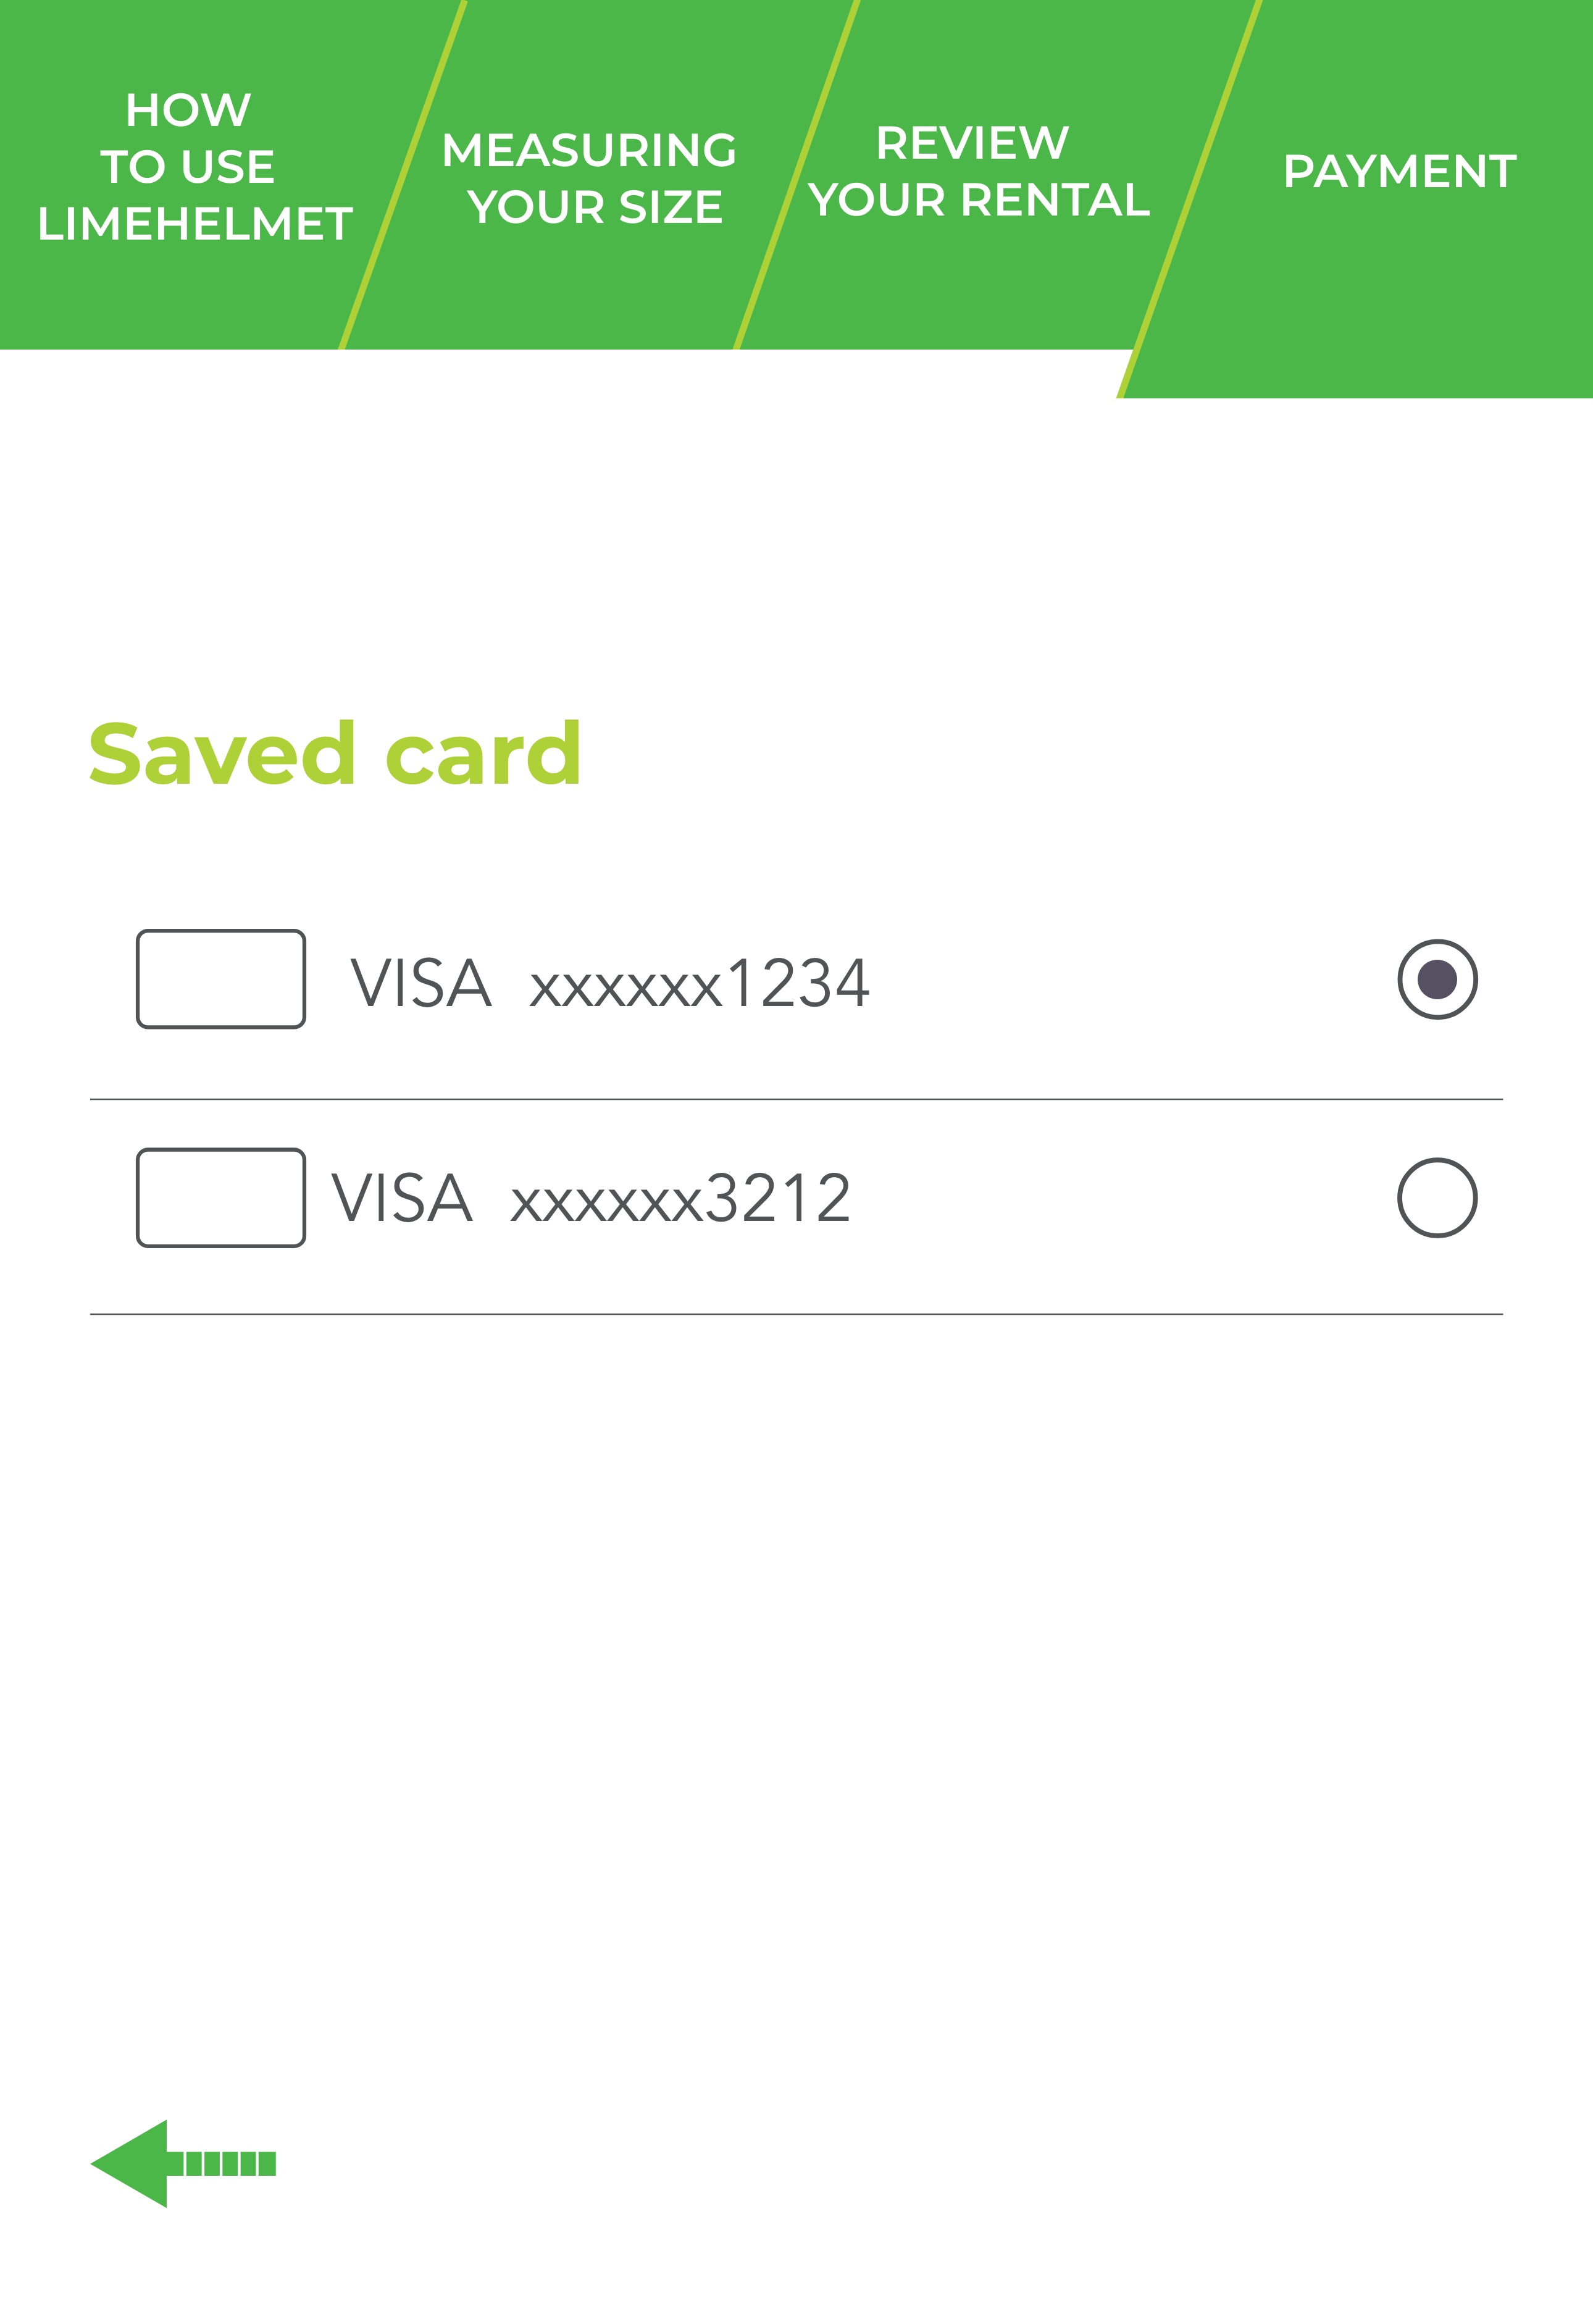 HOW
TO USE
LIMEHELMET
MEASURING
YOUR SIZE
REVIEW
YOUR RENTAL
PAYMENT
Saved card
VISA xxxxxx1234
VISA xxxxxx3212